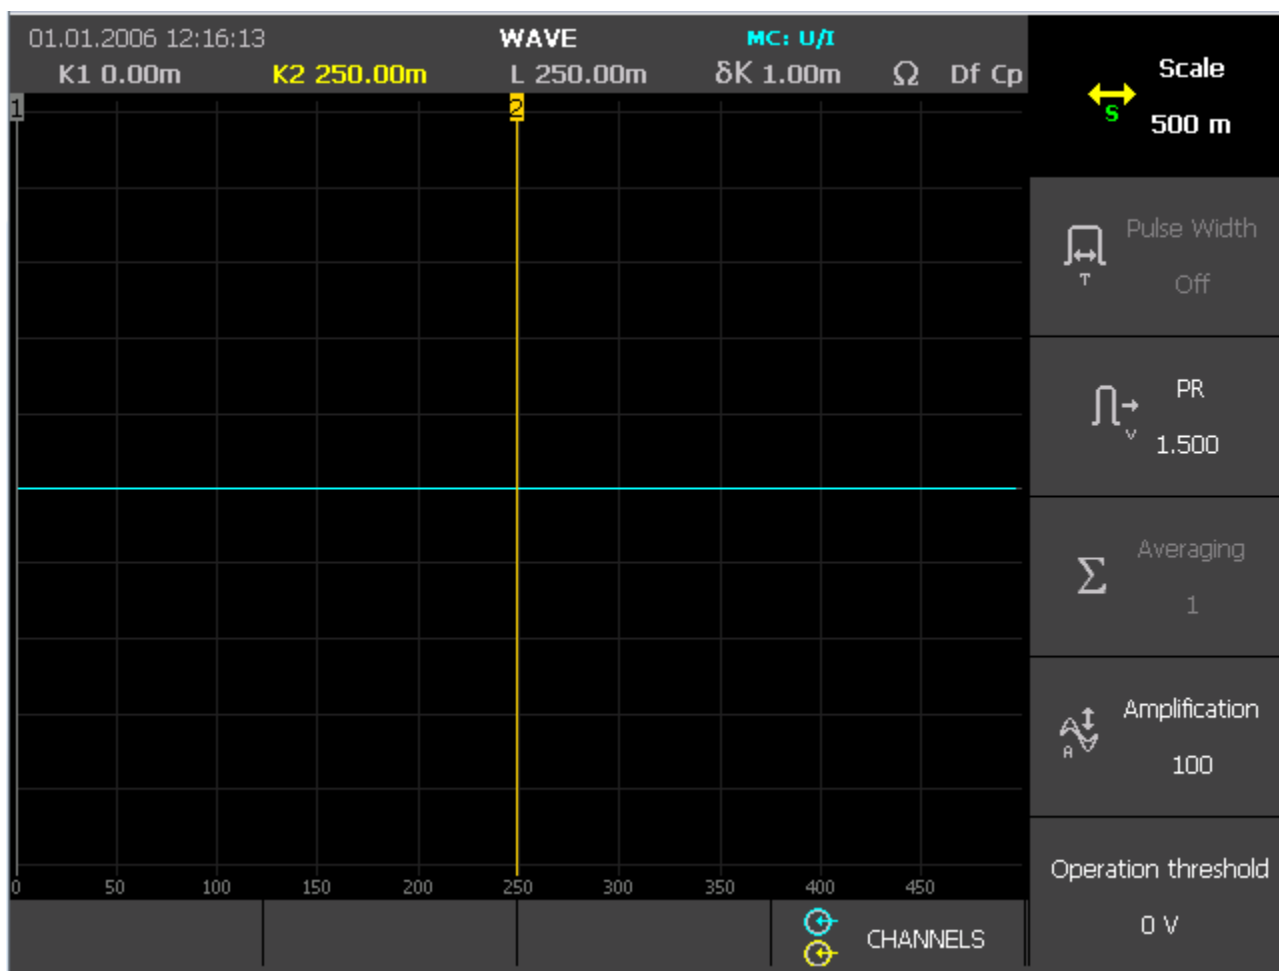 01.01.2006 12:16:13 WAVE MC: U/I
K1 0.00m K2 250.00m L 250.00m δK 1.00m Ω Df Cp
1 2
0 50 100 150 200 250 300 350 400 450
CHANNELS
Scale
S
500 m
Pulse Width
T
Off
PR
V
1.500
Averaging
Σ
1
Amplification
A
100
Operation threshold
0 V